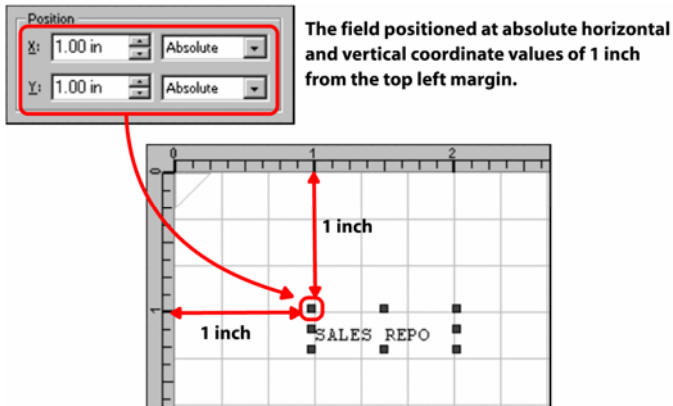 Position
X: 1.00 in Absolute
Y: 1.00 in Absolute
The field positioned at absolute horizontal
and vertical coordinate values of 1 inch
from the top left margin.
0 1 2
0
1 inch
1
1 inch
SALES REPO